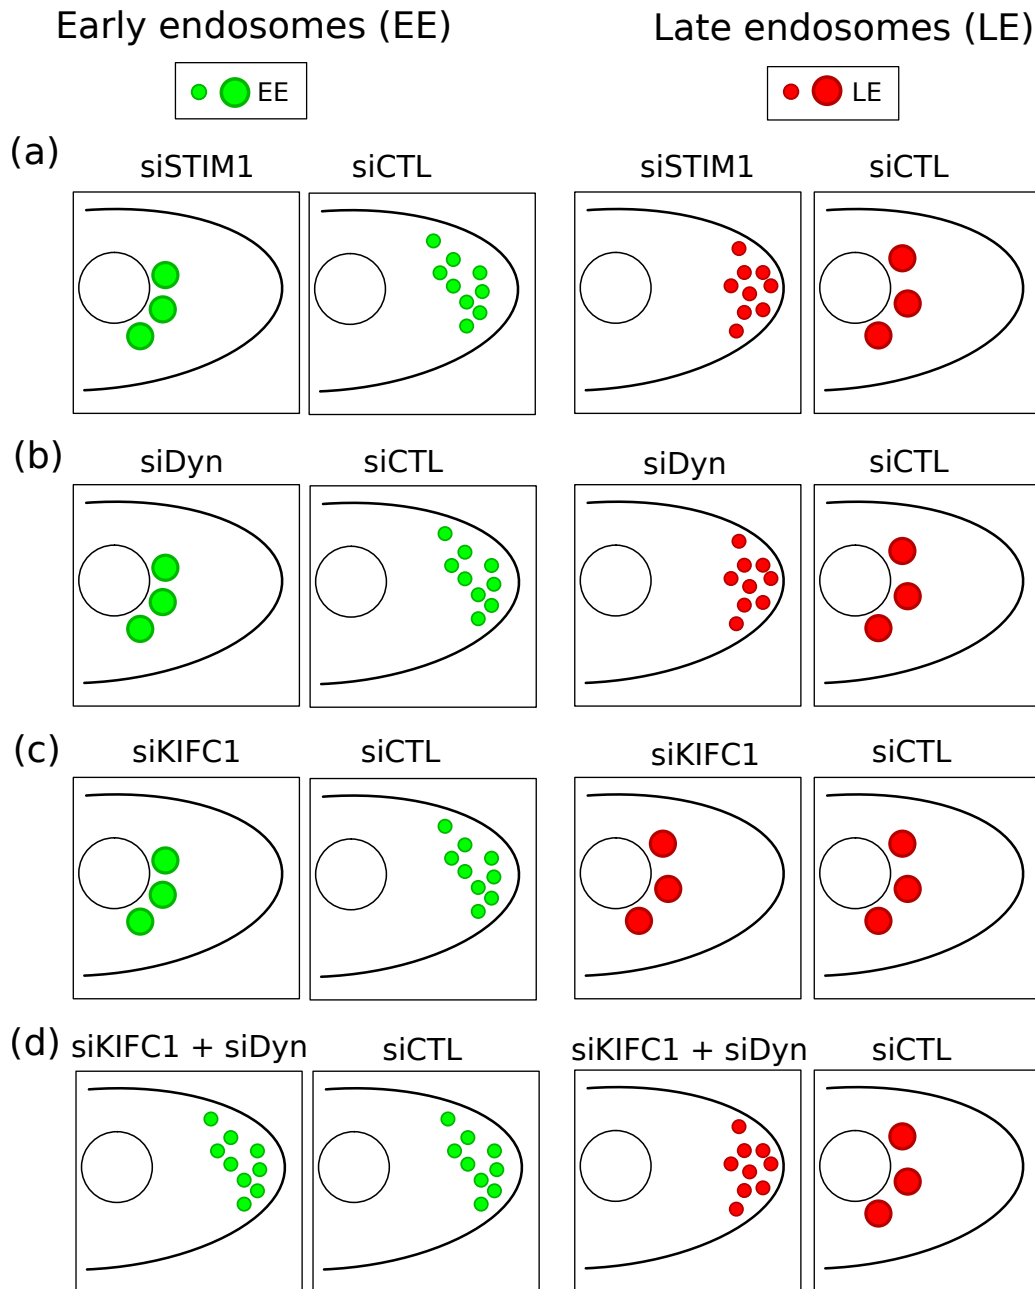 Early endosomes (EE)
Late endosomes (LE)
EE
LE
(a)
siSTIM1
siCTL
siSTIM1
siCTL
(b)
siDyn
siCTL
siDyn
siCTL
(c)
siKIFC1
siCTL
siKIFC1
siCTL
(d)
siKIFC1 + siDyn
siCTL
siKIFC1 + siDyn
siCTL